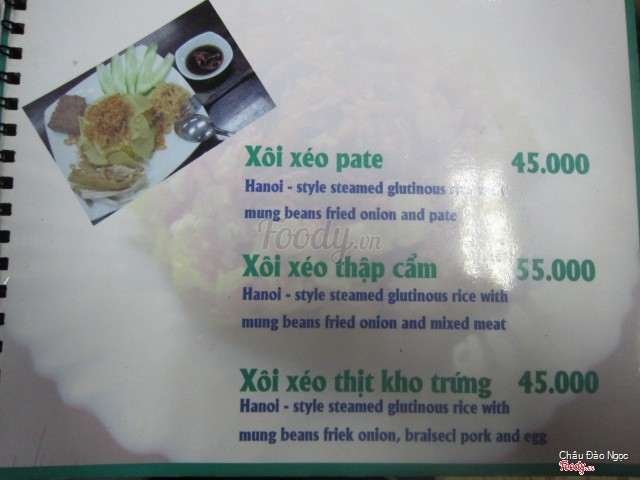 Xôi xéo pate 45.000
Hanoi - style steamed glutinous
mung beans fried onion and pate
Foody.vn
Xôi xéo thập cẩm 55.000
Hanoi - style steamed glutinous rice with
mung beans fried onion and mixed meat
Xôi xéo thịt kho trứng 45.000
Hanoi - style steamed glutinous rice with
mung beans friek onion, braisecl pork and egg
Châu Đào Ngọc
Foody.vn